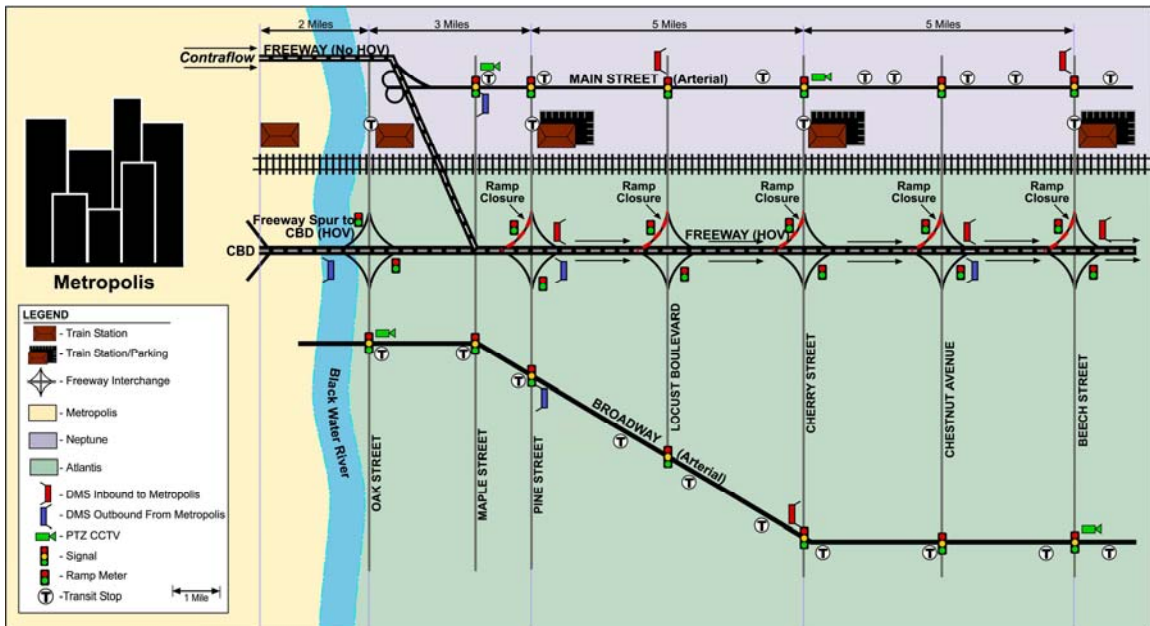 2 Miles
3 Miles
5 Miles
5 Miles
Contraflow
FREEWAY (No HOV)
MAIN STREET (Arterial)
T
T
T
T
T
T
T
T
T
T
T
T
T
Ramp
Closure
Ramp
Closure
Ramp
Closure
Ramp
Closure
Ramp
Closure
Freeway Spur to
CBD (HOV)
CBD
FREEWAY (HOV)
Metropolis
LEGEND
- Train Station
- Train Station/Parking
- Freeway Interchange
- Metropolis
- Neptune
- Atlantis
- DMS Inbound to Metropolis
- DMS Outbound From Metropolis
- PTZ CCTV
- Signal
- Ramp Meter
T -Transit Stop
1 Mile
Black Water River
OAK STREET
MAPLE STREET
PINE STREET
BROADWAY (Arterial)
LOCUST BOULEVARD
CHERRY STREET
CHESTNUT AVENUE
BEECH STREET
T
T
T
T
T
T
T
T
T
T